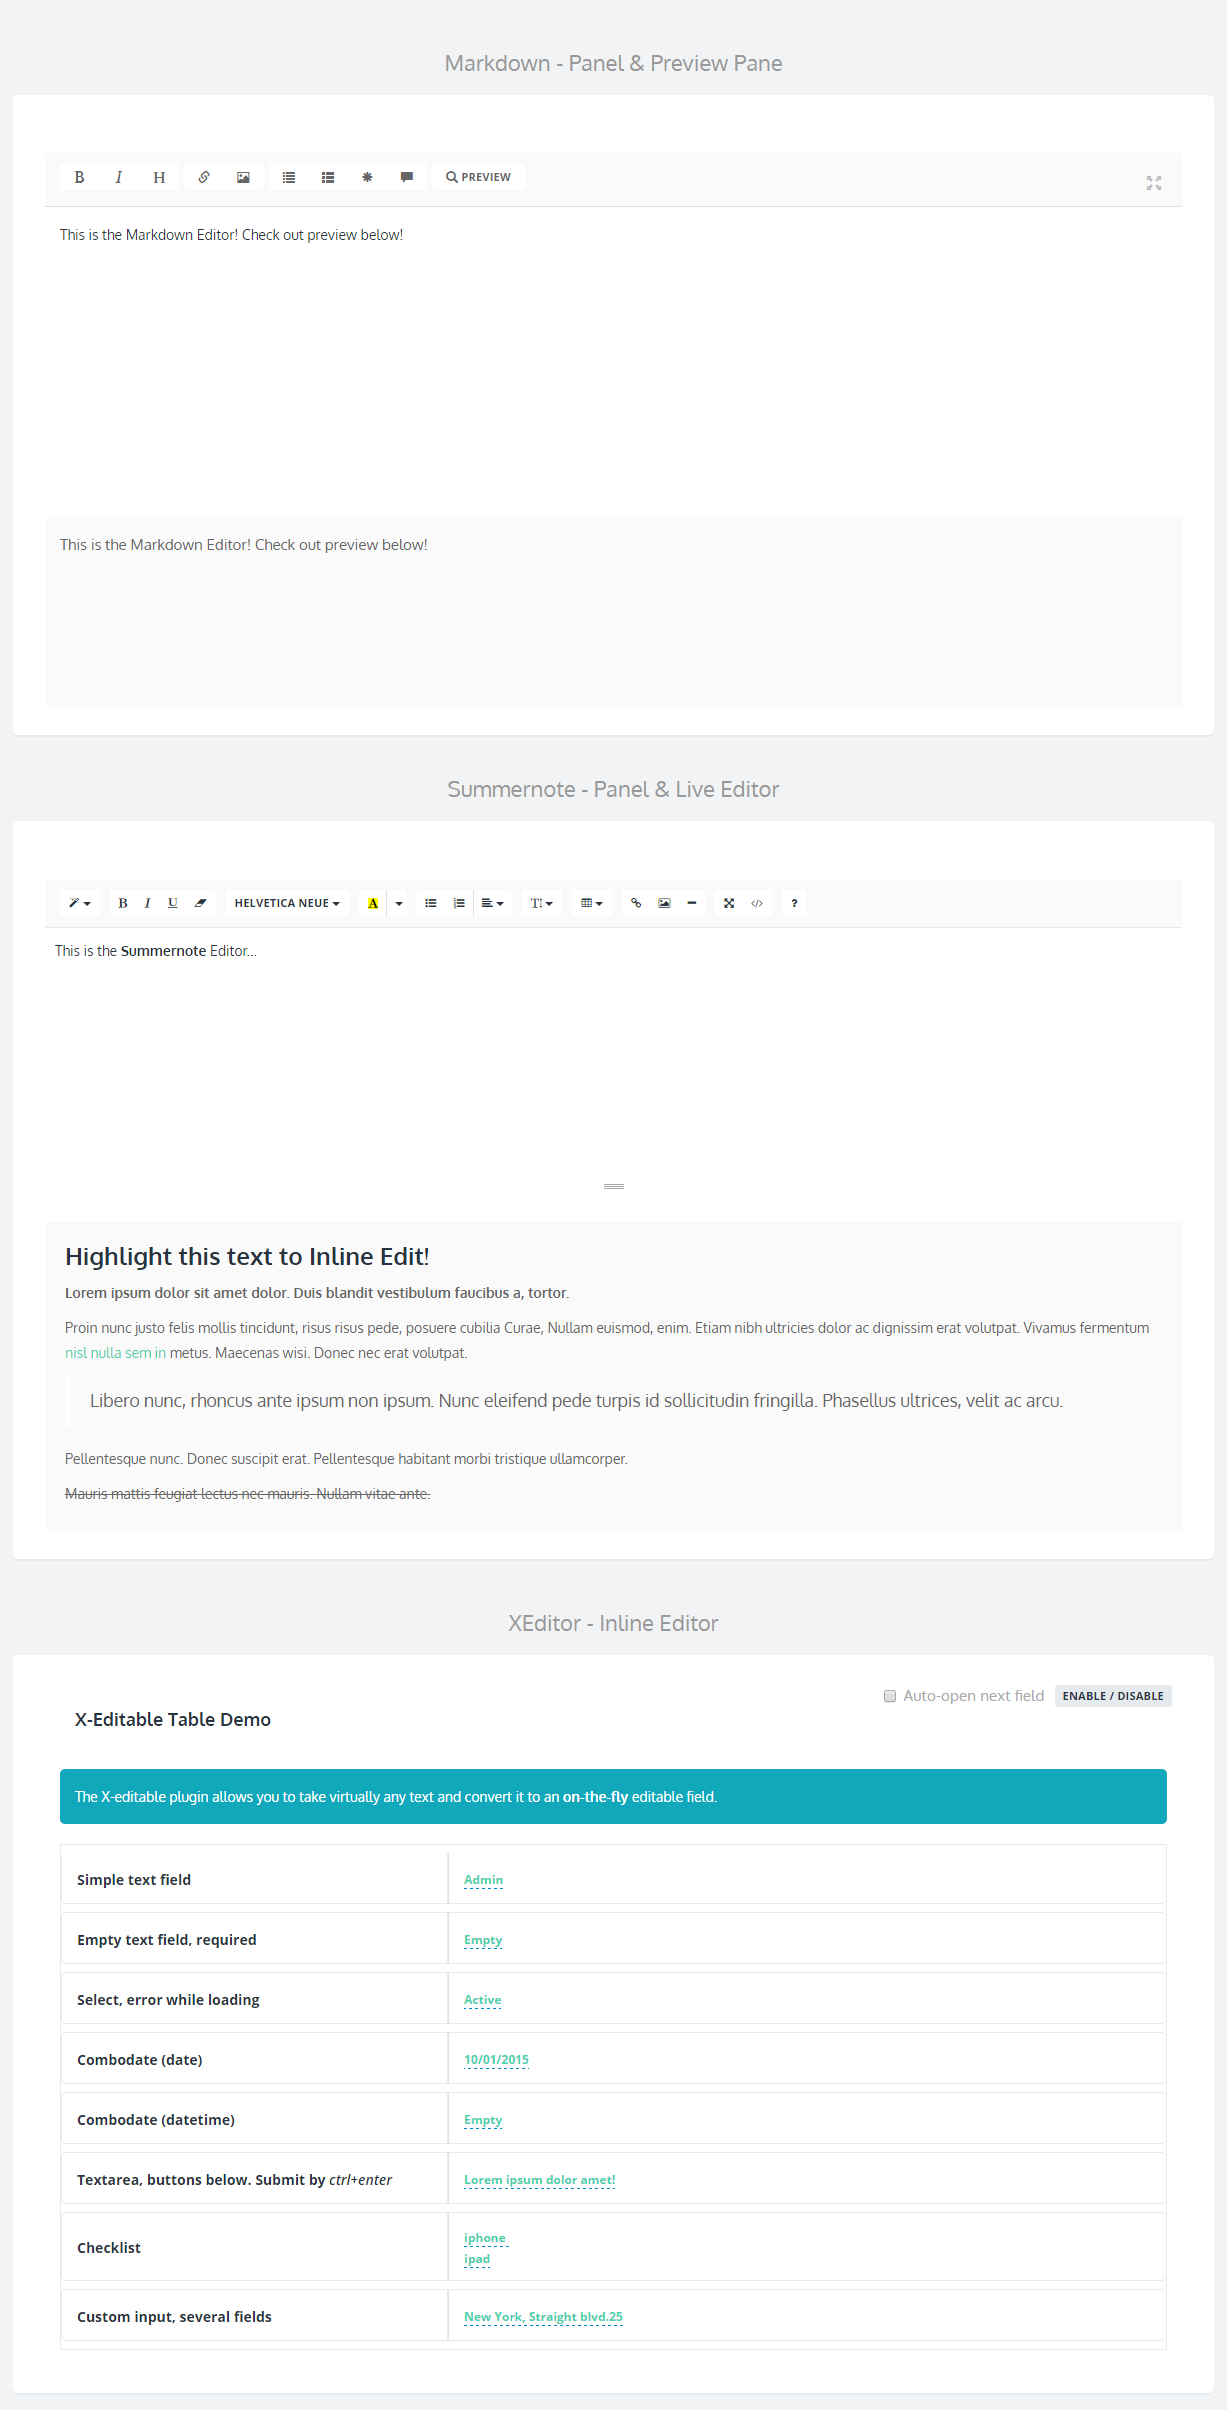 Markdown - Panel & Preview Pane
B I H PREVIEW
This is the Markdown Editor! Check out preview below!
This is the Markdown Editor! Check out preview below!
Summernote - Panel & Live Editor
B I U HELVETICA NEUE A TI </> ?
This is the Summernote Editor...
Highlight this text to Inline Edit!
Lorem ipsum dolor sit amet dolor. Duis blandit vestibulum faucibus a, tortor.
Proin nunc justo felis mollis tincidunt, risus risus pede, posuere cubilia Curae, Nullam euismod, enim. Etiam nibh ultricies dolor ac dignissim erat volutpat. Vivamus fermentum
nisl nulla sem in metus. Maecenas wisi. Donec nec erat volutpat.
Libero nunc, rhoncus ante ipsum non ipsum. Nunc eleifend pede turpis id sollicitudin fringilla. Phasellus ultrices, velit ac arcu.
Pellentesque nunc. Donec suscipit erat. Pellentesque habitant morbi tristique ullamcorper.
Mauris mattis feugiat lectus nec mauris. Nullam vitae ante.
XEditor - Inline Editor
Auto-open next field ENABLE / DISABLE
X-Editable Table Demo
The X-editable plugin allows you to take virtually any text and convert it to an on-the-fly editable field.
Simple text field Admin
Empty text field, required Empty
Select, error while loading Active
Combodate (date) 10/01/2015
Combodate (datetime) Empty
Textarea, buttons below. Submit by ctrl+enter Lorem ipsum dolor amet!
Checklist iphone
ipad
Custom input, several fields New York, Straight blvd.25